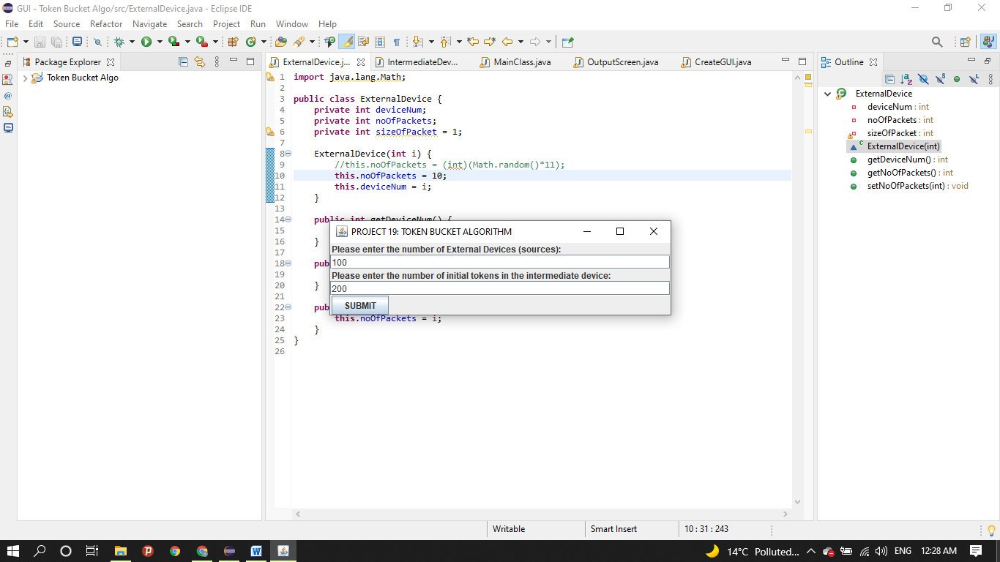 GUI - Token Bucket Algo/src/ExternalDevice.java - Eclipse IDE
File Edit Source Refactor Navigate Search Project Run Window Help
Package Explorer
Token Bucket Algo
ExternalDevice.j... IntermediateDev... MainClass.java OutputScreen.java CreateGUI.java
1 import java.lang.Math;
2
3 public class ExternalDevice {
4 private int deviceNum;
5 private int noOfPackets;
6 private int sizeOfPacket = 1;
7
8 ExternalDevice(int i) {
9 //this.noOfPackets = (int)(Math.random()*11);
10 this.noOfPackets = 10;
11 this.deviceNum = i;
12 }
13
14 public int getDeviceNum() {
15
16 }
17
18 pub
19
20 }
21
22 pub
23 this.noOfPackets = i;
24 }
25 }
26
PROJECT 19: TOKEN BUCKET ALGORITHM
Please enter the number of External Devices (sources):
100
Please enter the number of initial tokens in the intermediate device:
200
SUBMIT
Outline
ExternalDevice
deviceNum : int
noOfPackets : int
sizeOfPacket : int
ExternalDevice(int)
getDeviceNum() : int
getNoOfPackets() : int
setNoOfPackets(int) : void
Writable Smart Insert 10 : 31 : 243
14°C Polluted... ENG 12:28 AM